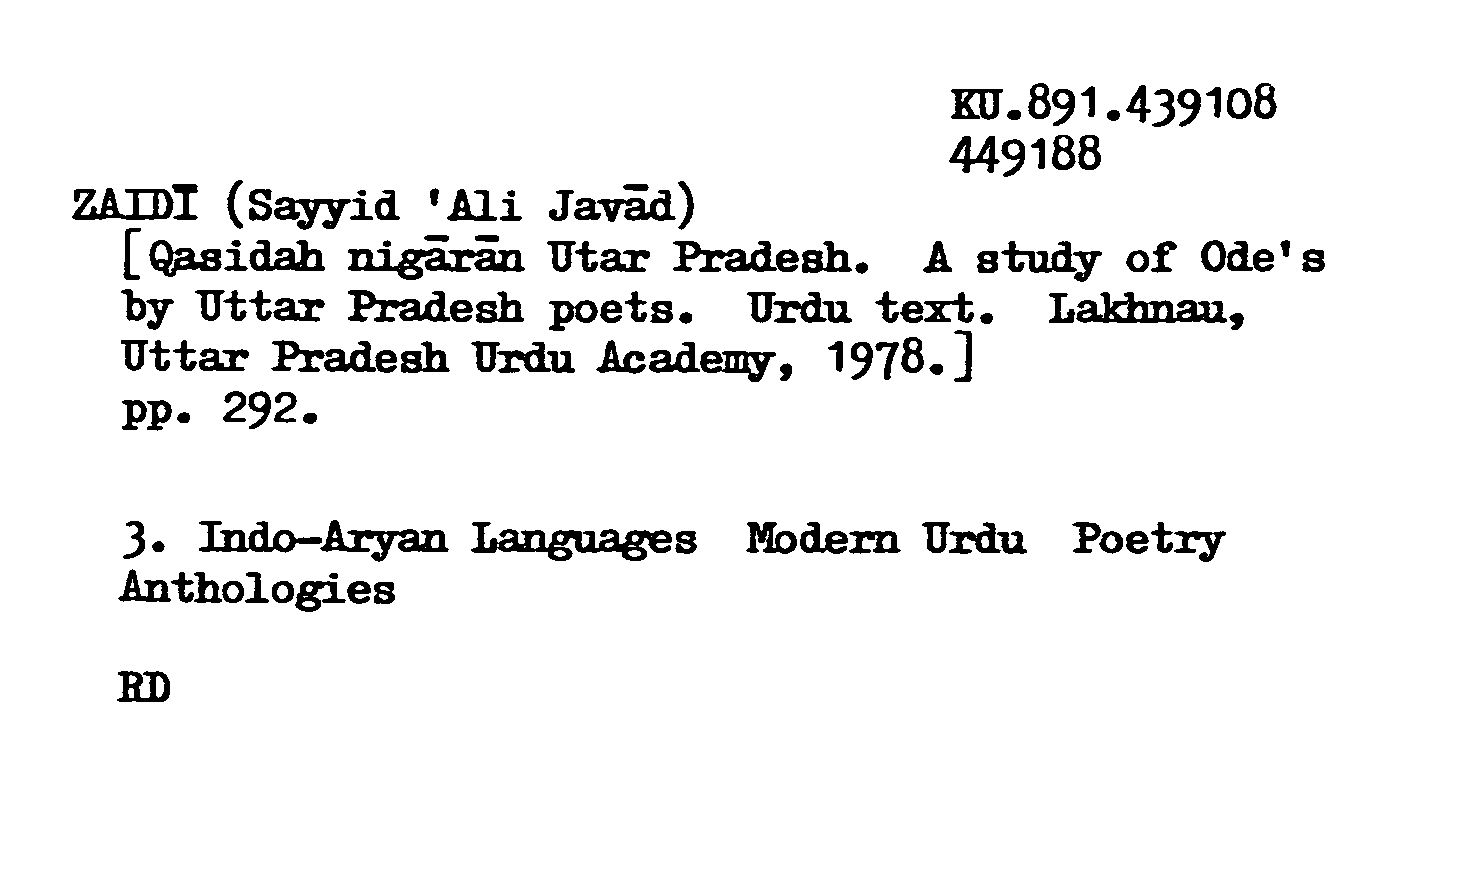 KU.891.439108
449188
ZAIDĪ (Sayyid 'Ali Javād)
[Qasidah nigārān Utar Pradesh.  A study of Ode's
by Uttar Pradesh poets.  Urdu text.  Lakhnau,
Uttar Pradesh Urdu Academy, 1978.]
pp. 292.
3. Indo-Aryan Languages  Modern Urdu  Poetry
Anthologies
RD